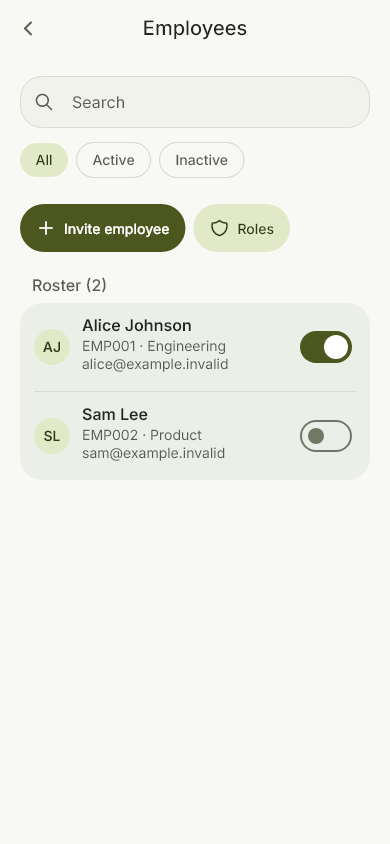 Employees
Search
All
Active
Inactive
Invite employee
Roles
Roster (2)
AJ
Alice Johnson
EMP001 · Engineering
alice@example.invalid
SL
Sam Lee
EMP002 · Product
sam@example.invalid